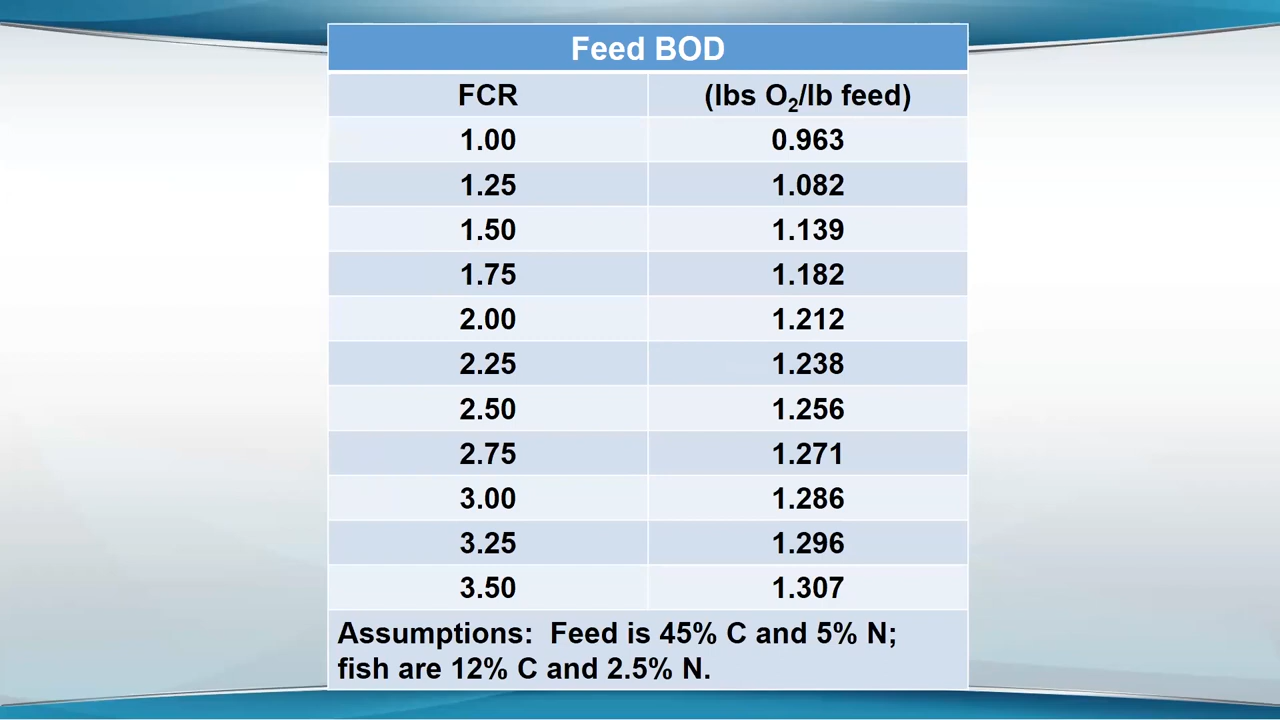 Feed BOD
FCR (lbs O₂/lb feed)
1.00 0.963
1.25 1.082
1.50 1.139
1.75 1.182
2.00 1.212
2.25 1.238
2.50 1.256
2.75 1.271
3.00 1.286
3.25 1.296
3.50 1.307
Assumptions: Feed is 45% C and 5% N;
fish are 12% C and 2.5% N.